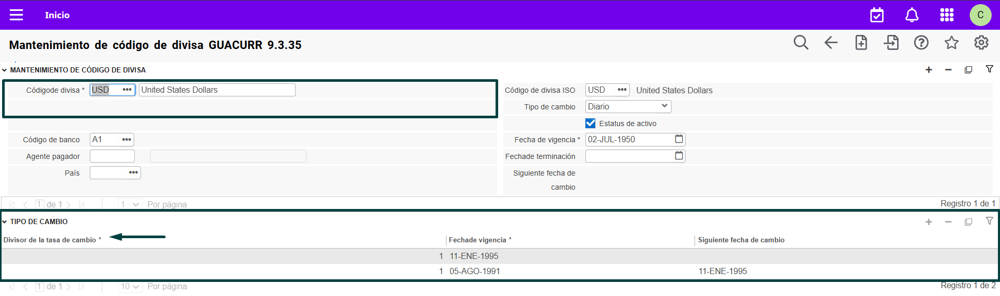 Inicio
C
Mantenimiento de código de divisa GUACURR 9.3.35
MANTENIMIENTO DE CÓDIGO DE DIVISA
Códigode divisa * USD ••• United States Dollars
Código de divisa ISO USD ••• United States Dollars
Tipo de cambio Diario
Estatus de activo
Código de banco A1 •••
Fecha de vigencia * 02-JUL-1950
Agente pagador
Fechade terminación
País •••
Siguiente fecha de
cambio
1 de 1 1 Por página Registro 1 de 1
TIPO DE CAMBIO
Divisor de la tasa de cambio * Fechade vigencia * Siguiente fecha de cambio
1 11-ENE-1995
1 05-AGO-1991 11-ENE-1995
1 de 1 10 Por página Registro 1 de 2